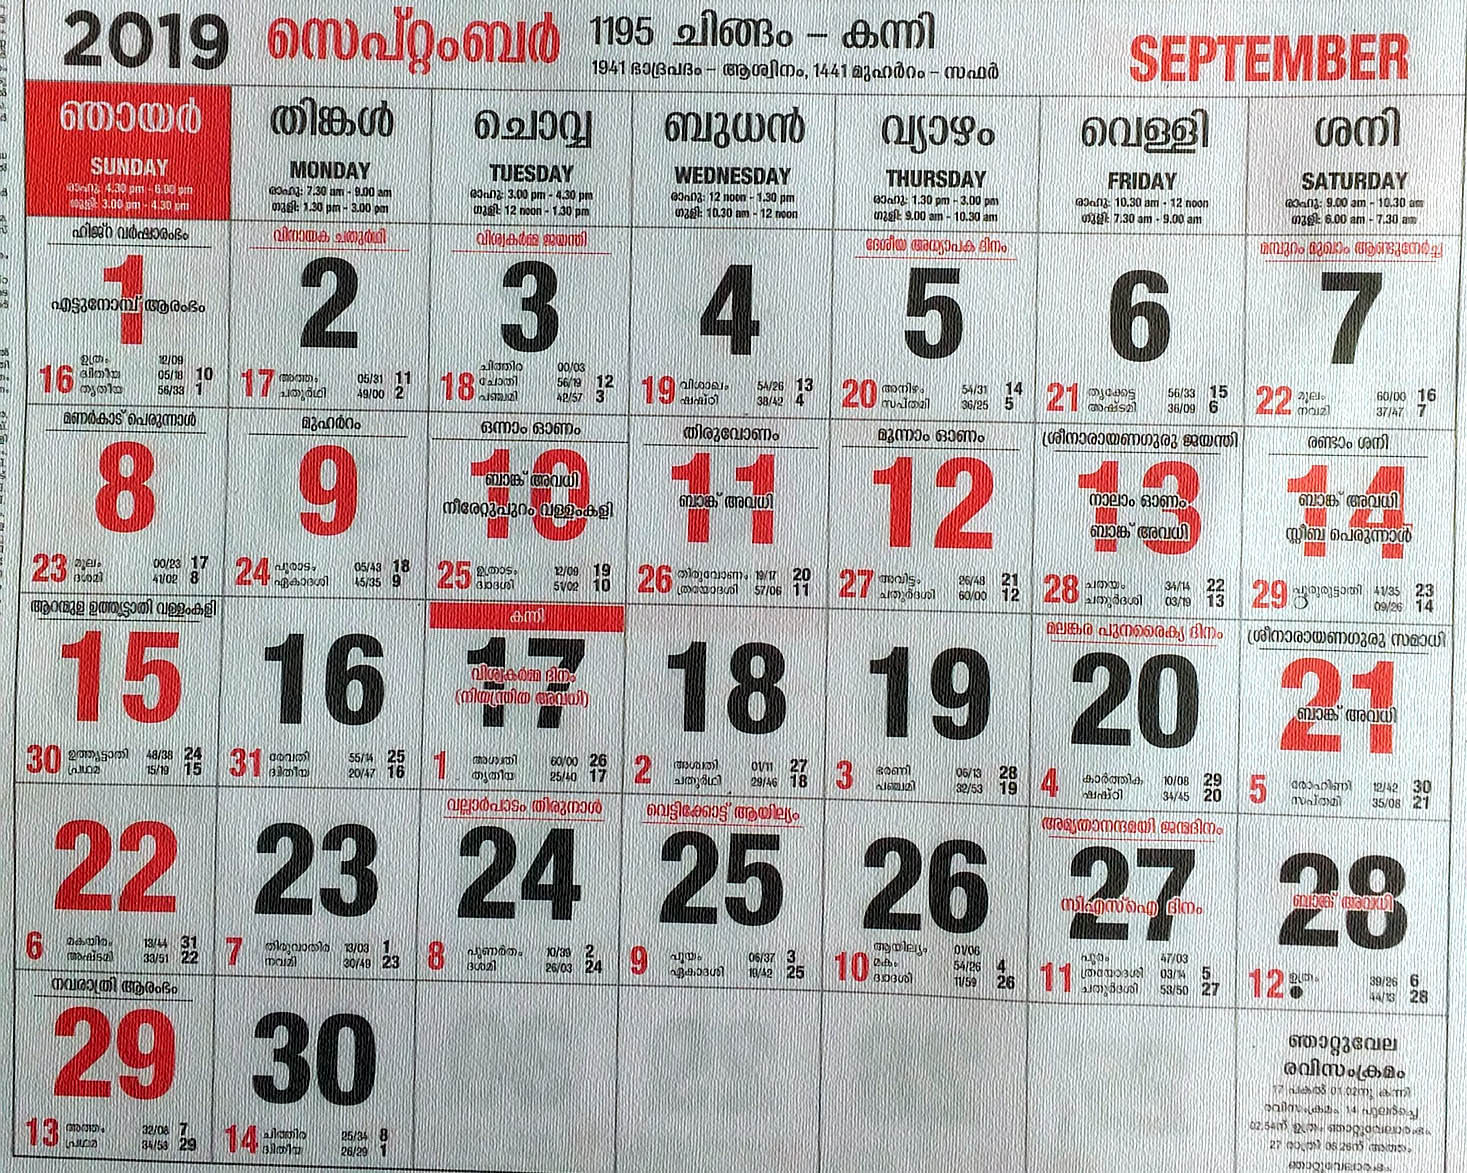 2019 സെപ്റ്റംബർ 1195 ചിങ്ങം – കന്നി SEPTEMBER
1941 ഭാദ്രപദം – ആശ്വിനം, 1441 മുഹർറം – സഫർ
ഞായർ തിങ്കൾ ചൊവ്വ ബുധൻ വ്യാഴം വെള്ളി ശനി
SUNDAY MONDAY TUESDAY WEDNESDAY THURSDAY FRIDAY SATURDAY
രാഹു: 4.30 pm - 6.00 pm രാഹു: 7.30 am - 9.00 am രാഹു: 3.00 pm - 4.30 pm രാഹു: 12 noon - 1.30 pm രാഹു: 1.30 pm - 3.00 pm രാഹു: 10.30 am - 12 noon രാഹു: 9.00 am - 10.30 am
ഗുളി: 3.00 pm - 4.30 pm ഗുളി: 1.30 pm - 3.00 pm ഗുളി: 12 noon - 1.30 pm ഗുളി: 10.30 am - 12 noon ഗുളി: 9.00 am - 10.30 am ഗുളി: 7.30 am - 9.00 am ഗുളി: 6.00 am - 7.30 am
ഹിജ്റ വർഷാരംഭം വിനായക ചതുർഥി വിശ്വകർമ്മ ജയന്തി ദേശീയ അധ്യാപക ദിനം മമ്പുറം മുഖാം ആണ്ടുനേർച്ച
1 2 3 4 5 6 7
എട്ടുനോമ്പ് ആരംഭം
ഉത്രം 12/09 ചിത്തിര 00/03
16 ദ്വിതീയ 05/18 10 17 അത്തം 05/31 11 18 ചോതി 56/19 12 19 വിശാഖം 54/26 13 20 അനിഴം 54/31 14 21 തൃക്കേട്ട 56/33 15 22 മൂലം 60/00 16
തൃതീയ 56/33 1 ചതുർഥി 49/00 2 പഞ്ചമി 42/57 3 ഷഷ്ഠി 38/42 4 സപ്തമി 36/25 5 അഷ്ടമി 36/09 6 നവമി 37/47 7
മണർകാട് പെരുന്നാൾ മുഹർറം ഒന്നാം ഓണം തിരുവോണം മൂന്നാം ഓണം ശ്രീനാരായണഗുരു ജയന്തി രണ്ടാം ശനി
8 9 10 11 12 13 14
ബാങ്ക് അവധി ബാങ്ക് അവധി നാലാം ഓണം ബാങ്ക് അവധി
നീരേറ്റുപുറം വള്ളംകളി ബാങ്ക് അവധി സ്ലീബ പെരുന്നാൾ
23 മൂലം 00/23 17 24 പൂരാടം 05/43 18 25 ഉത്രാടം 12/09 19 26 തിരുവോണം 19/17 20 27 അവിട്ടം 26/48 21 28 ചതയം 34/14 22 29 പൂരുരുട്ടാതി 41/35 23
ദശമി 41/02 8 ഏകാദശി 45/35 9 ദ്വാദശി 51/02 10 ത്രയോദശി 57/06 11 ചതുർദശി 60/00 12 ചതുർദശി 03/19 13 09/26 14
ആറന്മുള ഉത്തൃട്ടാതി വള്ളംകളി കന്നി മലങ്കര പുനരൈക്യ ദിനം ശ്രീനാരായണഗുരു സമാധി
15 16 17 18 19 20 21
വിശ്വകർമ്മ ദിനം ബാങ്ക് അവധി
(നിയന്ത്രിത അവധി)
30 ഉത്തൃട്ടാതി 48/38 24 31 രേവതി 55/14 25 1 അശ്വതി 60/00 26 2 അശ്വതി 01/11 27 3 ഭരണി 06/13 28 4 കാർത്തിക 10/08 29 5 രോഹിണി 12/42 30
പ്രഥമ 15/19 15 ദ്വിതീയ 20/47 16 തൃതീയ 25/40 17 ചതുർഥി 29/46 18 പഞ്ചമി 32/53 19 ഷഷ്ഠി 34/45 20 സപ്തമി 35/08 21
വല്ലാർപാടം തിരുനാൾ വെട്ടിക്കോട്ട് ആയില്യം അമൃതാനന്ദമയി ജന്മദിനം
22 23 24 25 26 27 28
സിഎസ്ഐ ദിനം ബാങ്ക് അവധി
ആയില്യം 01/06 പൂരം 47/03
6 മകയിരം 13/44 31 7 തിരുവാതിര 13/03 1 8 പുണർതം 10/39 2 9 പൂയം 06/37 3 10 മകം 54/26 4 11 ത്രയോദശി 03/14 5 12 ഉത്രം 39/26 6
അഷ്ടമി 33/51 22 നവമി 30/49 23 ദശമി 26/03 24 ഏകാദശി 19/42 25 ദ്വാദശി 11/59 26 ചതുർദശി 53/50 27 44/13 28
നവരാത്രി ആരംഭം
29 30
13 അത്തം 32/08 7 14 ചിത്തിര 25/34 8
പ്രഥമ 34/53 29 ദ്വിതീയ 26/29 1
ഞാറ്റുവേല
രവിസംക്രമം
17 പകൽ 01.02നു കന്നി
രവിസംക്രമം 14 പുലർച്ചെ
02.54ന് ഉത്രം ഞാറ്റുവേലാരംഭം
27 രാത്രി 06.26ന് അത്തം
ഞാറ്റുവേലാരംഭം